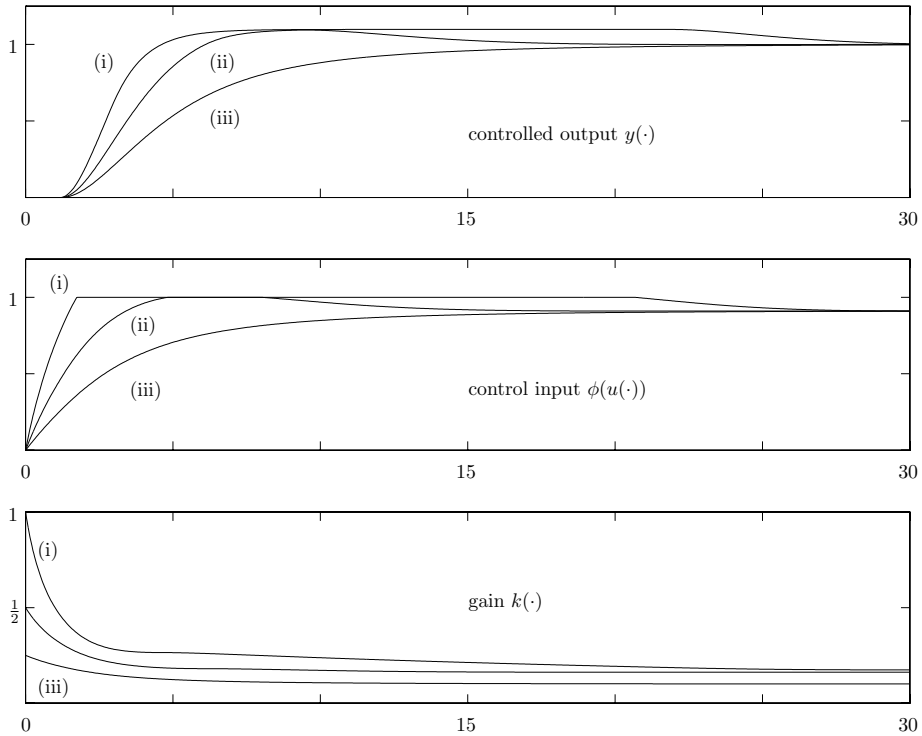 1
(i)
(ii)
(iii)
controlled output y(·)
0
15
30
(i)
1
(ii)
(iii)
control input ϕ(u(·))
0
15
30
1
(i)
1/2
gain k(·)
(iii)
0
15
30